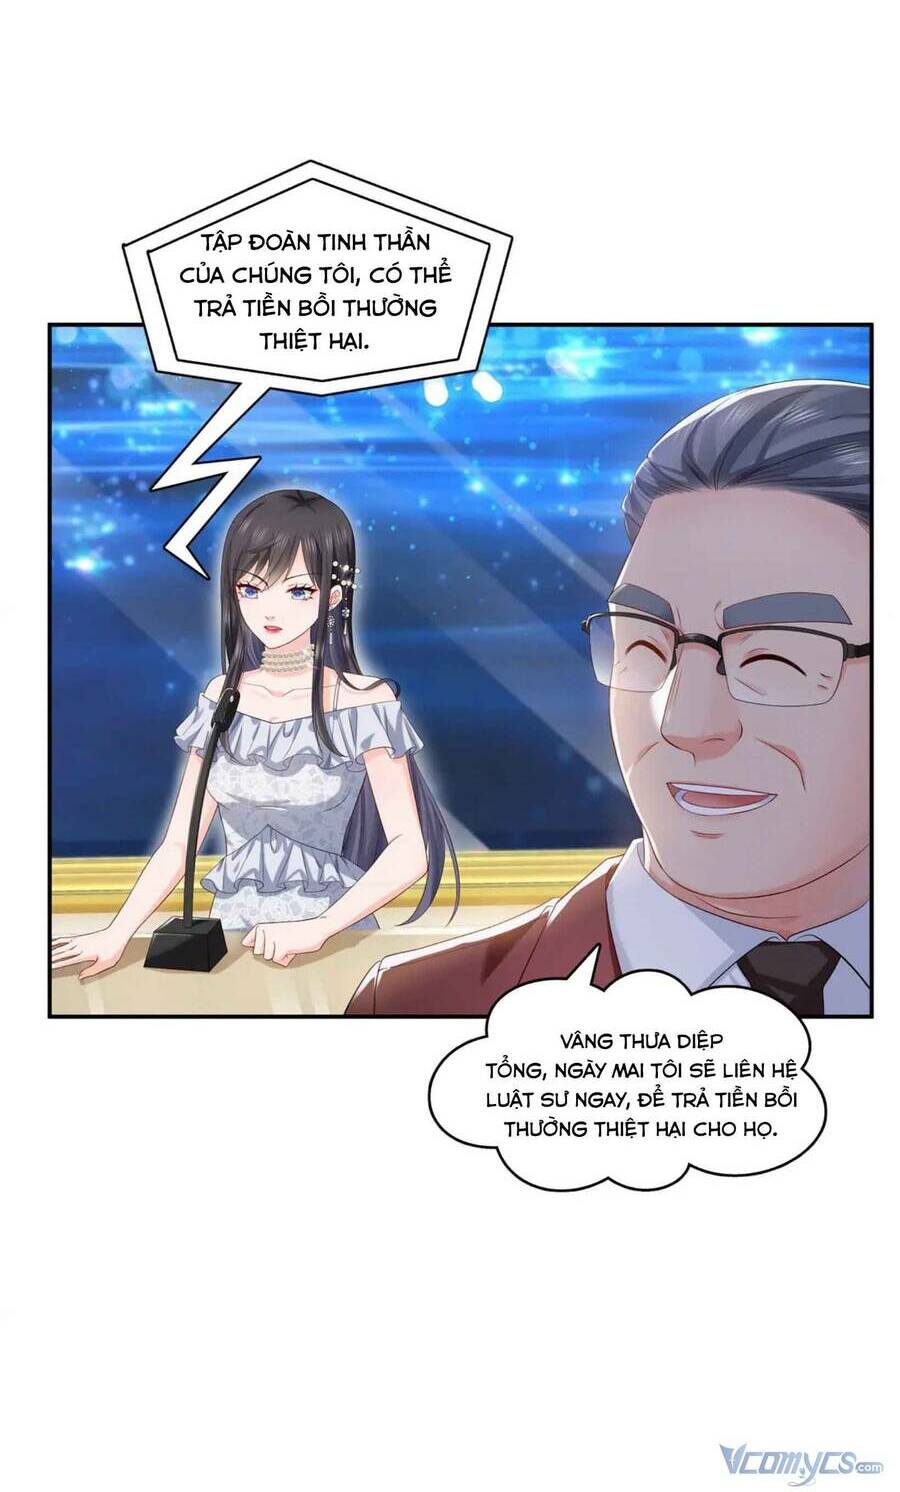 TẬP ĐOÀN TINH THẦN
CỦA CHÚNG TÔI, CÓ THỂ
TRẢ TIỀN BỒI THƯỜNG
THIỆT HẠI.
VÂNG THƯA DIỆP
TỔNG, NGÀY MAI TÔI SẼ LIÊN HỆ
LUẬT SƯ NGAY, ĐỂ TRẢ TIỀN BỒI
THƯỜNG THIỆT HẠI CHO HỌ.
VCOMYCS.com